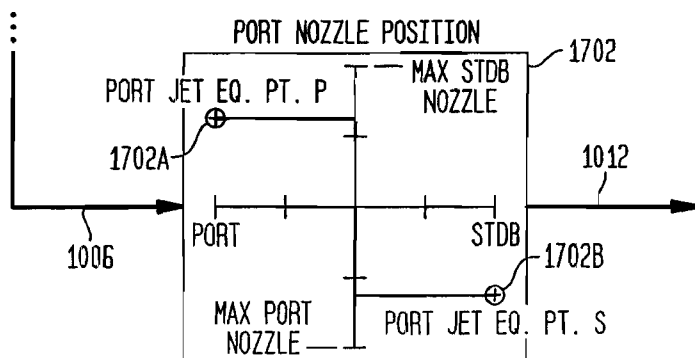 PORT NOZZLE POSITION
1702
MAX STDB
NOZZLE
PORT JET EQ. PT. P
1702A
1012
PORT
STDB
1006
1702B
MAX PORT
NOZZLE
PORT JET EQ. PT. S